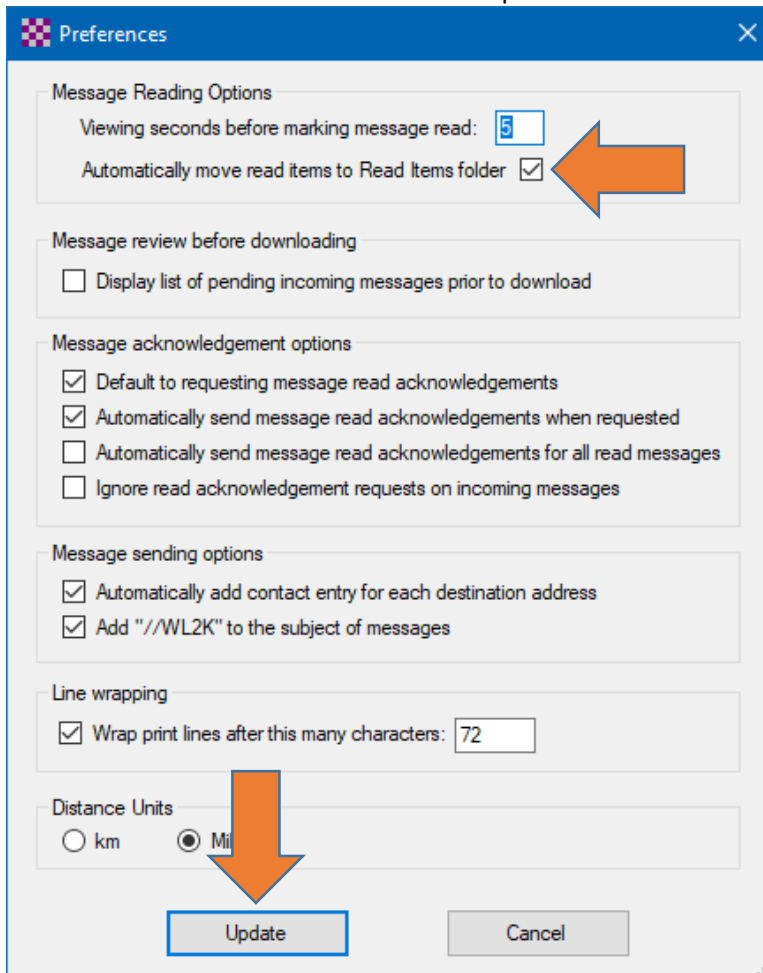 Preferences
Message Reading Options
Viewing seconds before marking message read: 5
Automatically move read items to Read Items folder
Message review before downloading
Display list of pending incoming messages prior to download
Message acknowledgement options
Default to requesting message read acknowledgements
Automatically send message read acknowledgements when requested
Automatically send message read acknowledgements for all read messages
Ignore read acknowledgement requests on incoming messages
Message sending options
Automatically add contact entry for each destination address
Add "//WL2K" to the subject of messages
Line wrapping
Wrap print lines after this many characters: 72
Distance Units
km
Update Cancel